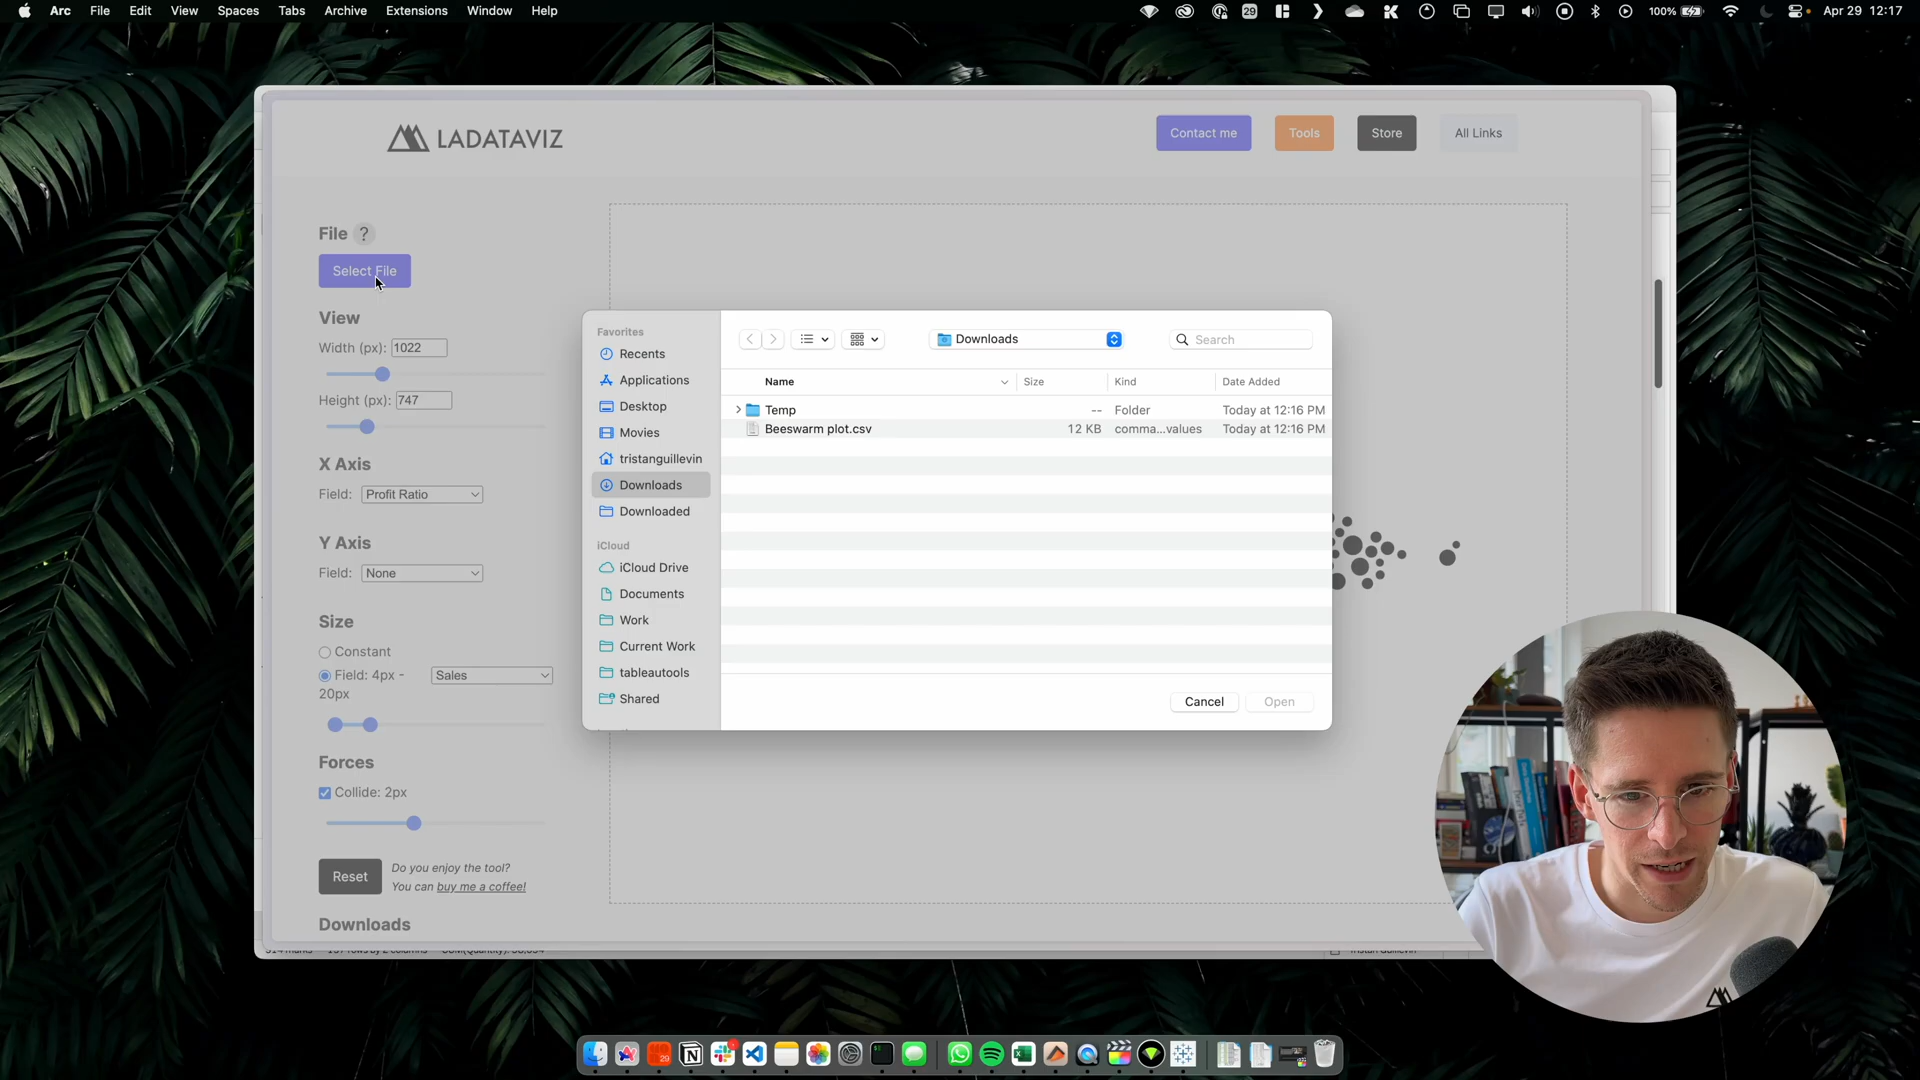 Arc File Edit View Spaces Tabs Archive Extensions Window Help
29 100% Apr 29 12:17
LADATAVIZ
Contact me Tools Store All Links
File ?
Select File
View
Width (px): 1022
Height (px): 747
X Axis
Field: Profit Ratio
Y Axis
Field: None
Size
Constant
Field: 4px -
20px
Sales
Forces
Collide: 2px
Reset
Do you enjoy the tool?
You can buy me a coffee!
Downloads
Favorites
Recents
Applications
Desktop
Movies
tristanguillevin
Downloads
Downloaded
iCloud
iCloud Drive
Documents
Work
Current Work
tableautools
Shared
Downloads
Search
Name Size Kind Date Added
Temp -- Folder Today at 12:16 PM
Beeswarm plot.csv 12 KB comma...values Today at 12:16 PM
Cancel Open
29